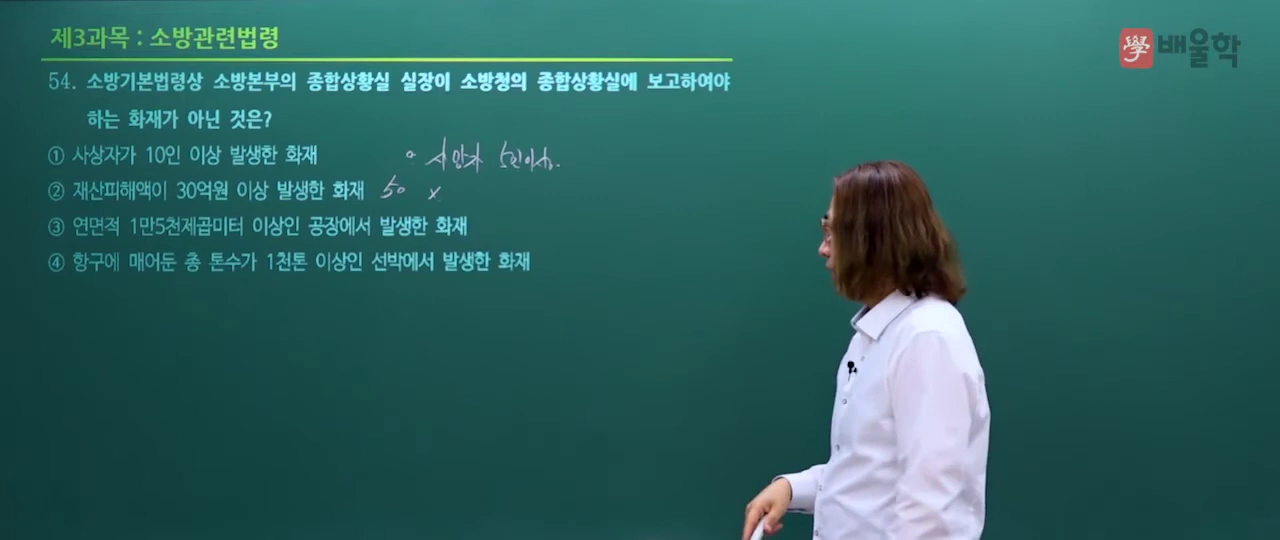 제3과목 : 소방관련법령
學 배울학
54. 소방기본법령상 소방본부의 종합상황실 실장이 소방청의 종합상황실에 보고하여야
하는 화재가 아닌 것은?
① 사상자가 10인 이상 발생한 화재 사망자 5인이상.
② 재산피해액이 30억원 이상 발생한 화재 50 x
③ 연면적 1만5천제곱미터 이상인 공장에서 발생한 화재
④ 항구에 매어둔 총 톤수가 1천톤 이상인 선박에서 발생한 화재